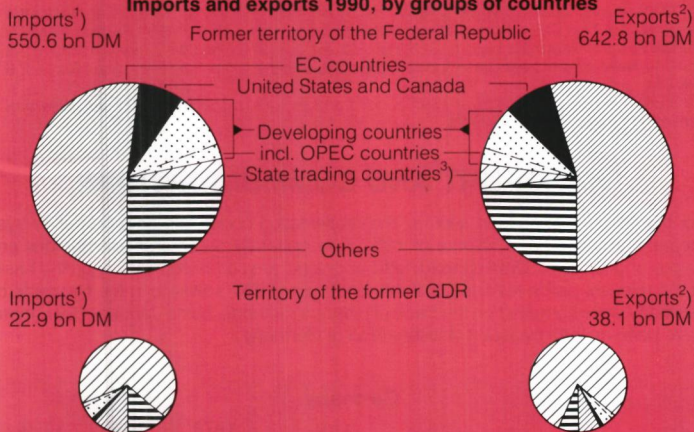 Imports and exports 1990, by groups of countries
Imports¹)
550.6 bn DM
Former territory of the Federal Republic
Exports²)
642.8 bn DM
EC countries
United States and Canada
Developing countries
incl. OPEC countries
State trading countries³)
Others
Territory of the former GDR
Imports¹)
22.9 bn DM
Exports²)
38.1 bn DM